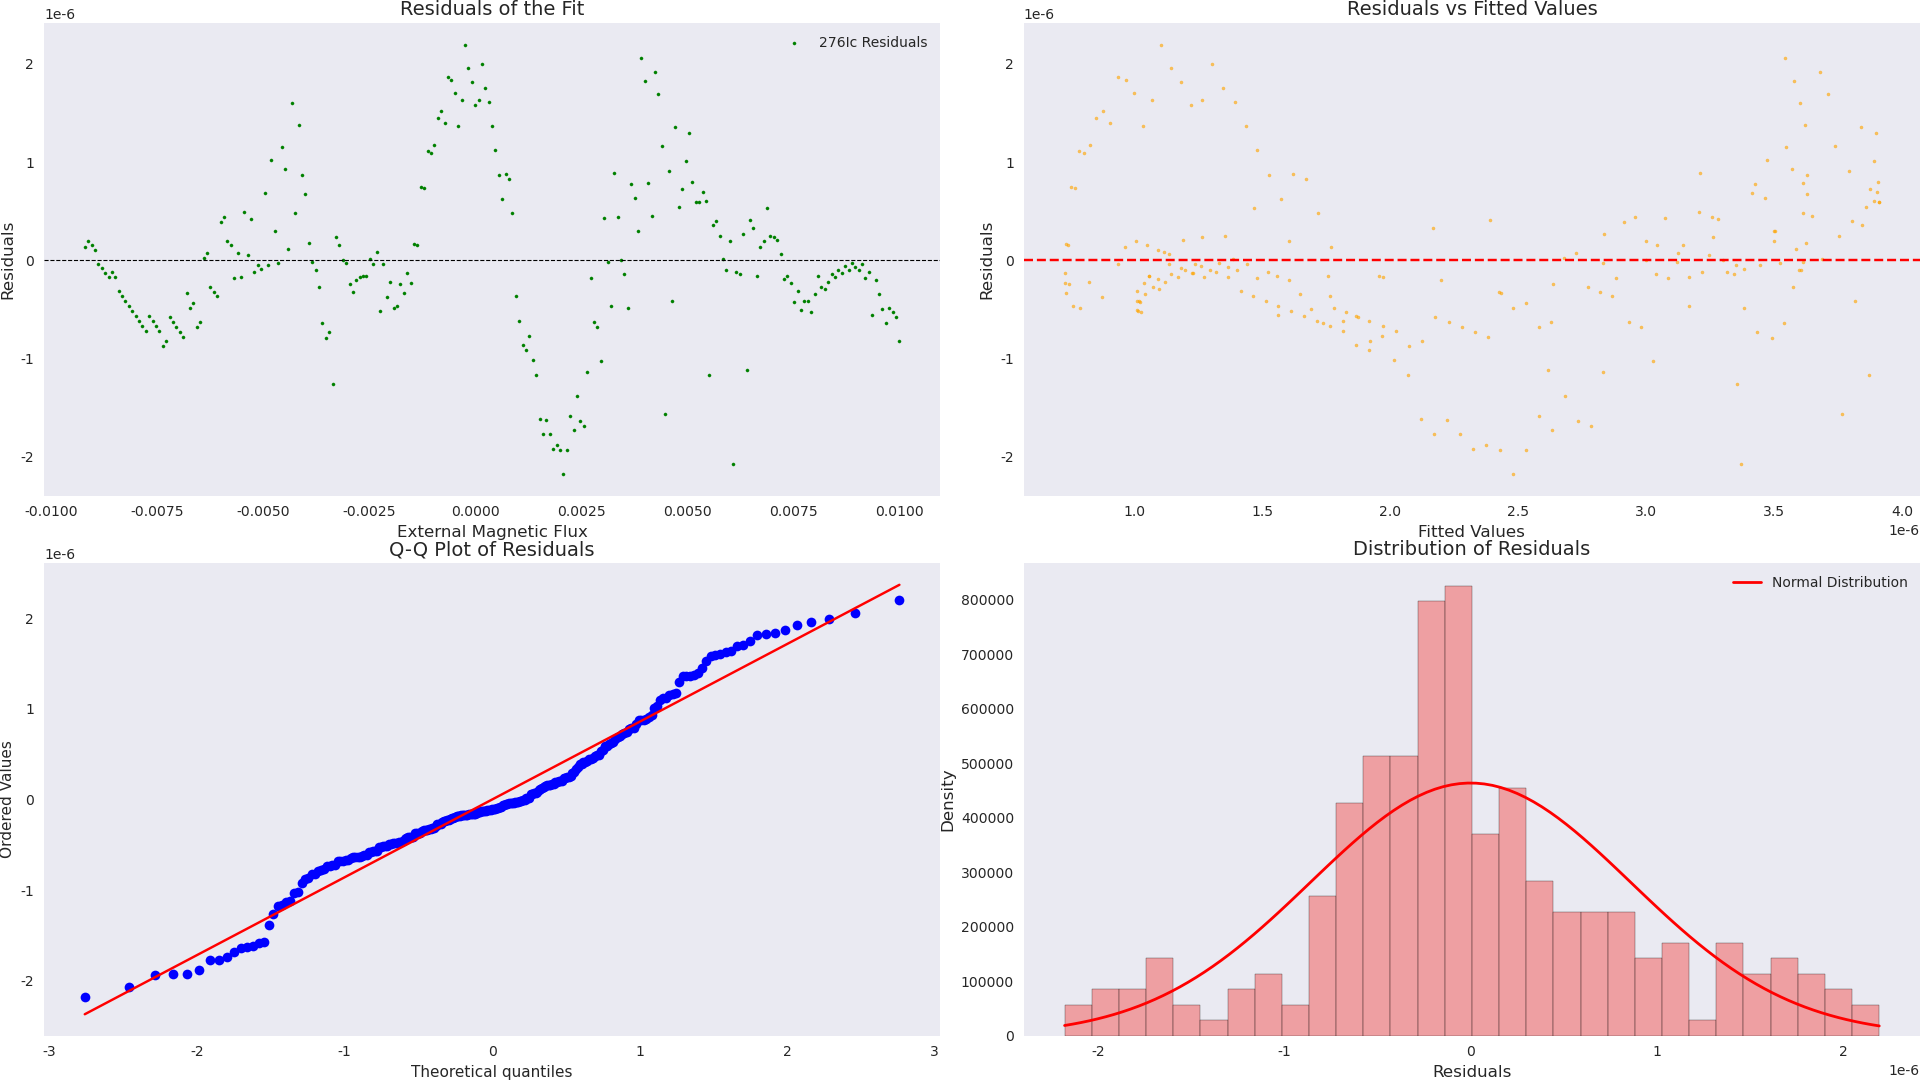 Residuals of the Fit
1e-6
276Ic Residuals
2
1
0
-1
-2
Residuals
-0.0100 -0.0075 -0.0050 -0.0025 0.0000 0.0025 0.0050 0.0075 0.0100
External Magnetic Flux
Residuals vs Fitted Values
1e-6
2
1
0
-1
-2
Residuals
1.0 1.5 2.0 2.5 3.0 3.5 4.0
1e-6
Fitted Values
Q-Q Plot of Residuals
1e-6
2
1
0
-1
-2
Ordered Values
-3 -2 -1 0 1 2 3
Theoretical quantiles
Distribution of Residuals
Normal Distribution
800000
700000
600000
500000
400000
300000
200000
100000
0
Density
-2 -1 0 1 2
1e-6
Residuals